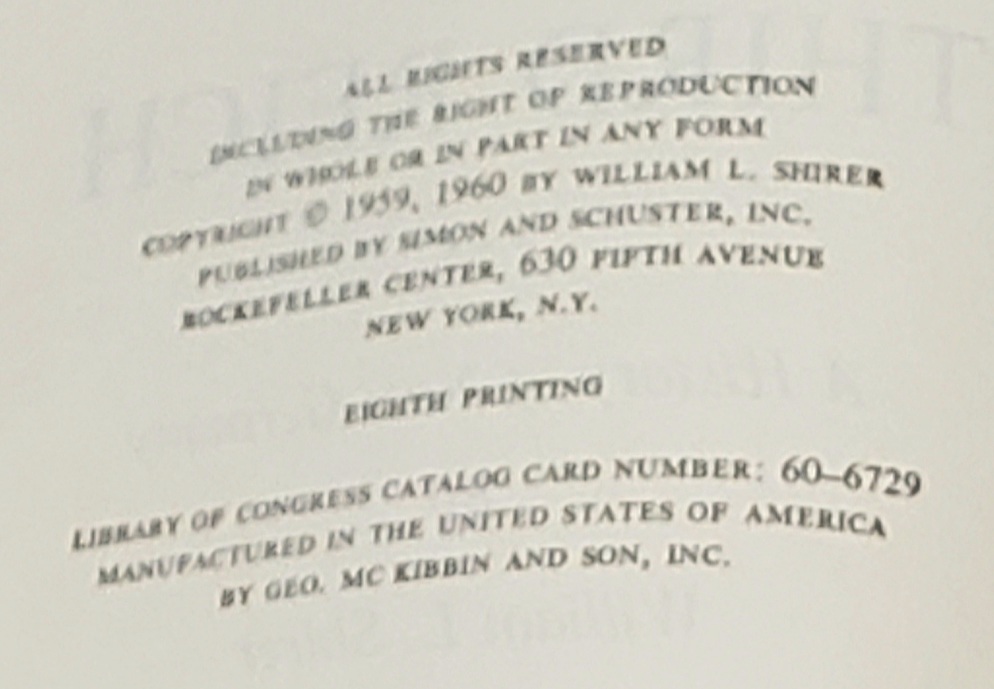 ALL RIGHTS RESERVED
INCLUDING THE RIGHT OF REPRODUCTION
IN WHOLE OR IN PART IN ANY FORM
COPYRIGHT © 1959, 1960 BY WILLIAM L. SHIRER
PUBLISHED BY SIMON AND SCHUSTER, INC.
ROCKEFELLER CENTER, 630 FIFTH AVENUE
NEW YORK, N.Y.
EIGHTH PRINTING
LIBRARY OF CONGRESS CATALOG CARD NUMBER: 60–6729
MANUFACTURED IN THE UNITED STATES OF AMERICA
BY GEO. MC KIBBIN AND SON, INC.